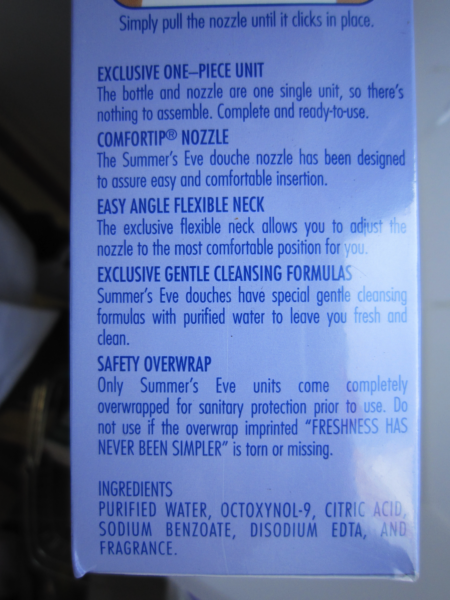 Simply pull the nozzle until it clicks in place.
EXCLUSIVE ONE–PIECE UNIT
The bottle and nozzle are one single unit, so there's
nothing to assemble. Complete and ready-to-use.
COMFORTIP® NOZZLE
The Summer's Eve douche nozzle has been designed
to assure easy and comfortable insertion.
EASY ANGLE FLEXIBLE NECK
The exclusive flexible neck allows you to adjust the
nozzle to the most comfortable position for you.
EXCLUSIVE GENTLE CLEANSING FORMULAS
Summer's Eve douches have special gentle cleansing
formulas with purified water to leave you fresh and
clean.
SAFETY OVERWRAP
Only Summer's Eve units come completely
overwrapped for sanitary protection prior to use. Do
not use if the overwrap imprinted "FRESHNESS HAS
NEVER BEEN SIMPLER" is torn or missing.
INGREDIENTS
PURIFIED WATER, OCTOXYNOL-9, CITRIC ACID,
SODIUM BENZOATE, DISODIUM EDTA, AND
FRAGRANCE.